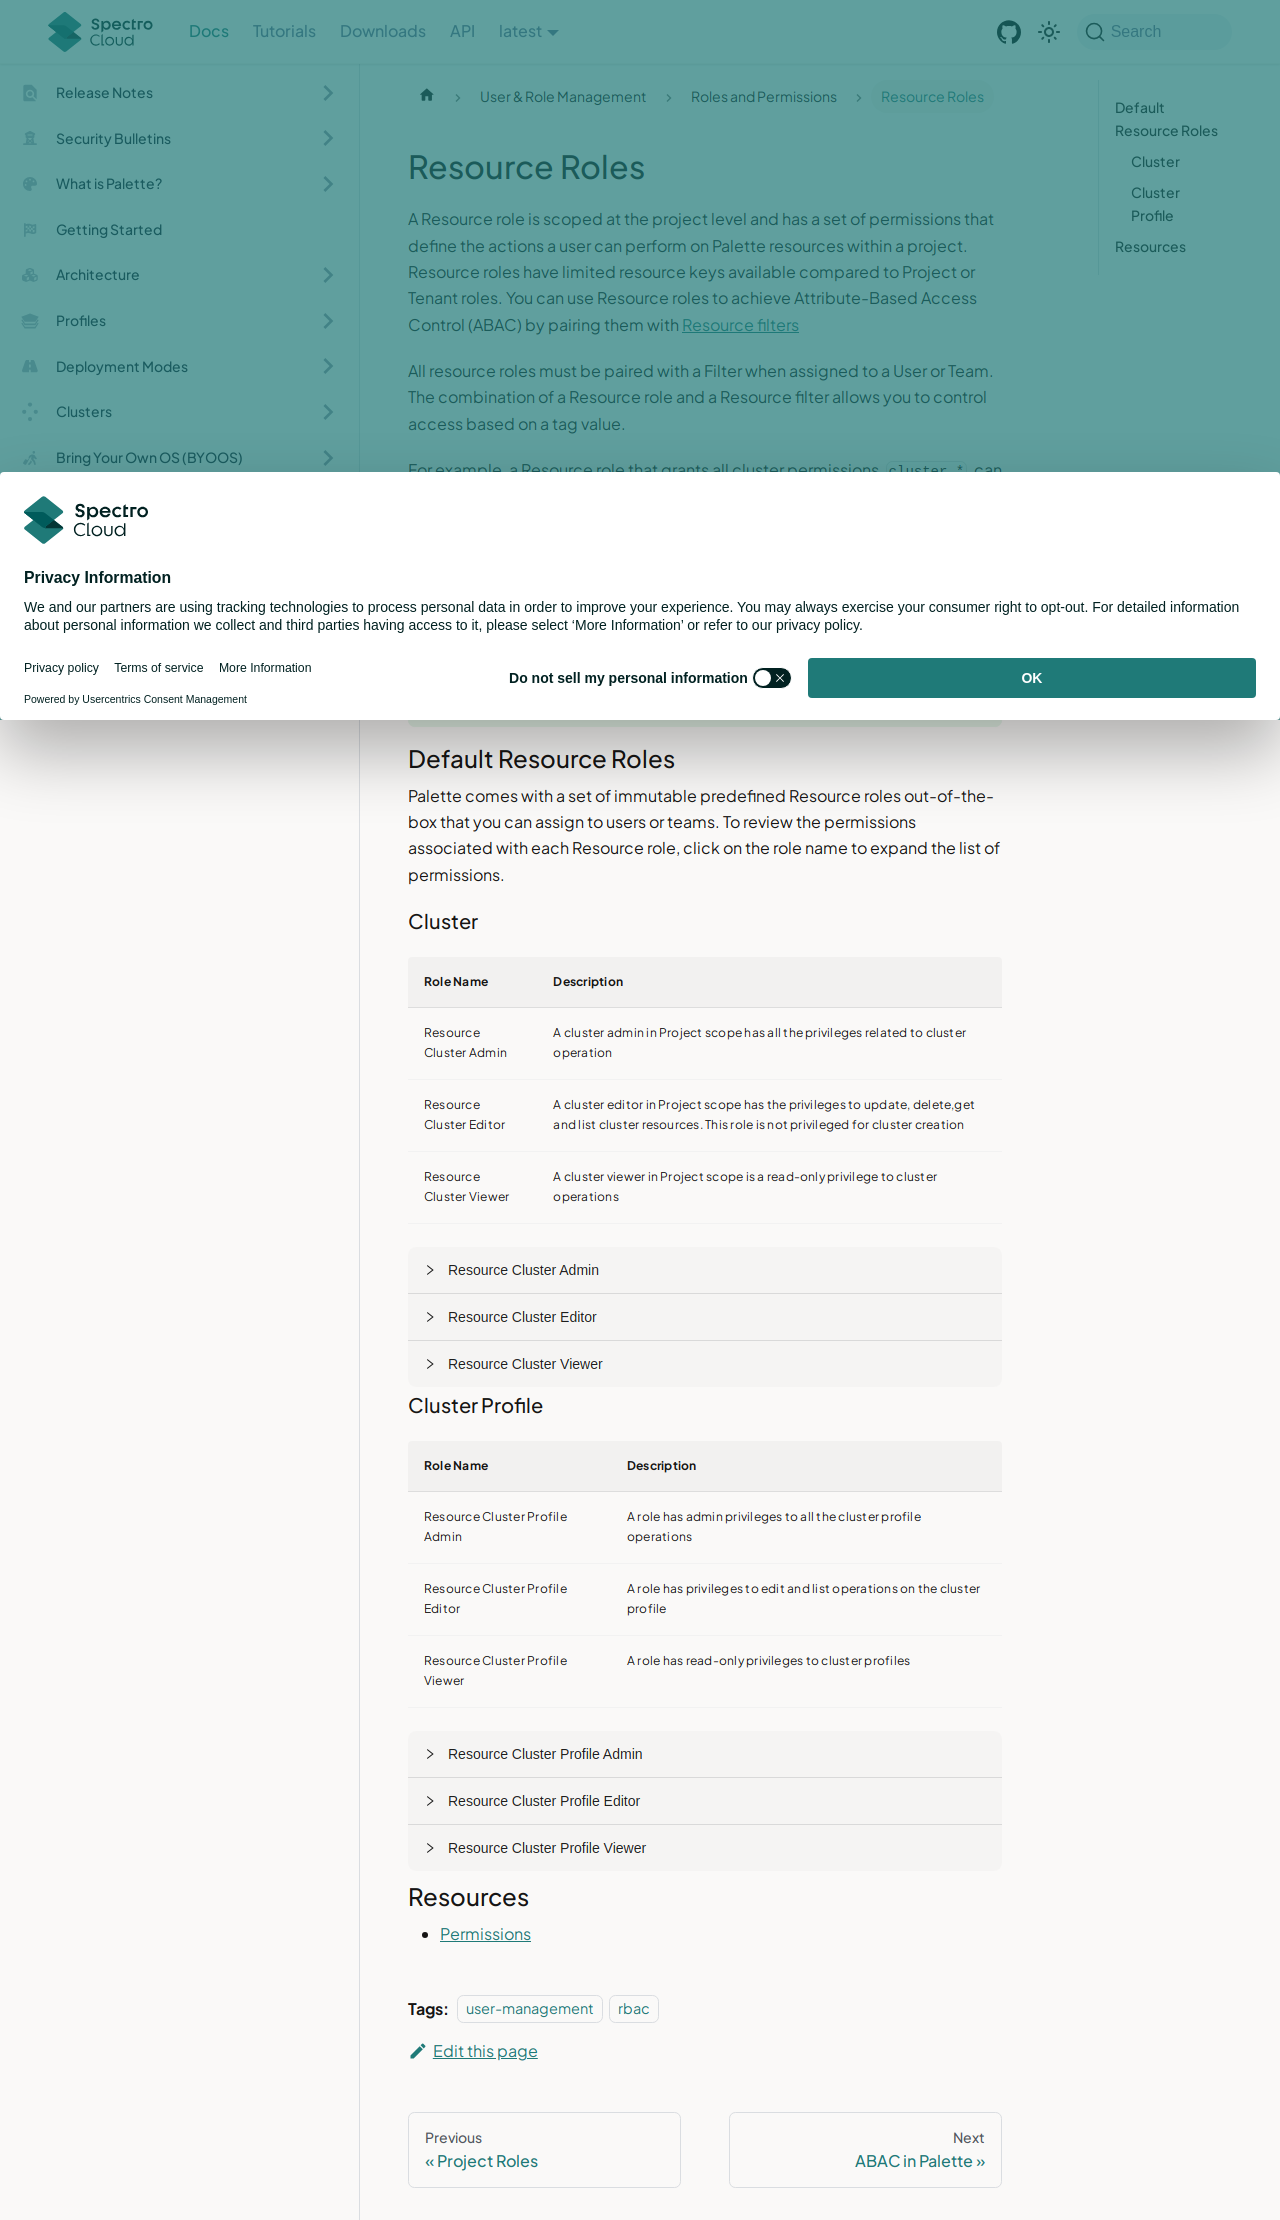 Spectro Cloud
Docs Tutorials Downloads API latest
Search
Release Notes
Security Bulletins
What is Palette?
Getting Started
Architecture
Profiles
Deployment Modes
Clusters
Bring Your Own OS (BYOOS)
User & Role Management
Roles and Permissions
Resource Roles
Default
Resource Roles
Cluster
Cluster
Profile
Resources
Resource Roles
A Resource role is scoped at the project level and has a set of permissions that
define the actions a user can perform on Palette resources within a project.
Resource roles have limited resource keys available compared to Project or
Tenant roles. You can use Resource roles to achieve Attribute-Based Access
Control (ABAC) by pairing them with Resource filters
All resource roles must be paired with a Filter when assigned to a User or Team.
The combination of a Resource role and a Resource filter allows you to control
access based on a tag value.
For example, a Resource role that grants all cluster permissions, cluster.* can
Spectro
Cloud
Privacy Information
We and our partners are using tracking technologies to process personal data in order to improve your experience. You may always exercise your consumer right to opt-out. For detailed information
about personal information we collect and third parties having access to it, please select ‘More Information’ or refer to our privacy policy.
Privacy policy Terms of service More Information
Powered by Usercentrics Consent Management
Do not sell my personal information
OK
Default Resource Roles
Palette comes with a set of immutable predefined Resource roles out-of-the-
box that you can assign to users or teams. To review the permissions
associated with each Resource role, click on the role name to expand the list of
permissions.
Cluster
Role Name Description
Resource
Cluster Admin
A cluster admin in Project scope has all the privileges related to cluster
operation
Resource
Cluster Editor
A cluster editor in Project scope has the privileges to update, delete,get
and list cluster resources. This role is not privileged for cluster creation
Resource
Cluster Viewer
A cluster viewer in Project scope is a read-only privilege to cluster
operations
Resource Cluster Admin
Resource Cluster Editor
Resource Cluster Viewer
Cluster Profile
Role Name Description
Resource Cluster Profile
Admin
A role has admin privileges to all the cluster profile
operations
Resource Cluster Profile
Editor
A role has privileges to edit and list operations on the cluster
profile
Resource Cluster Profile
Viewer
A role has read-only privileges to cluster profiles
Resource Cluster Profile Admin
Resource Cluster Profile Editor
Resource Cluster Profile Viewer
Resources
Permissions
Tags: user-management rbac
Edit this page
Previous
« Project Roles
Next
ABAC in Palette »